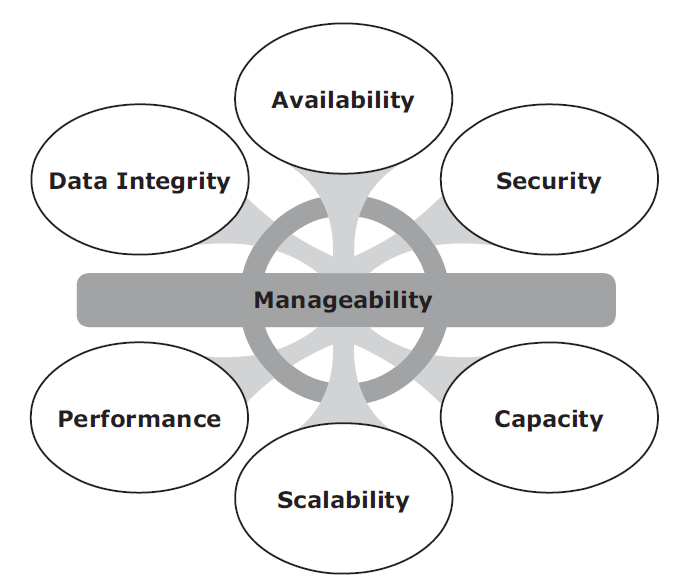 Availability
Data Integrity
Security
Manageability
Performance
Capacity
Scalability